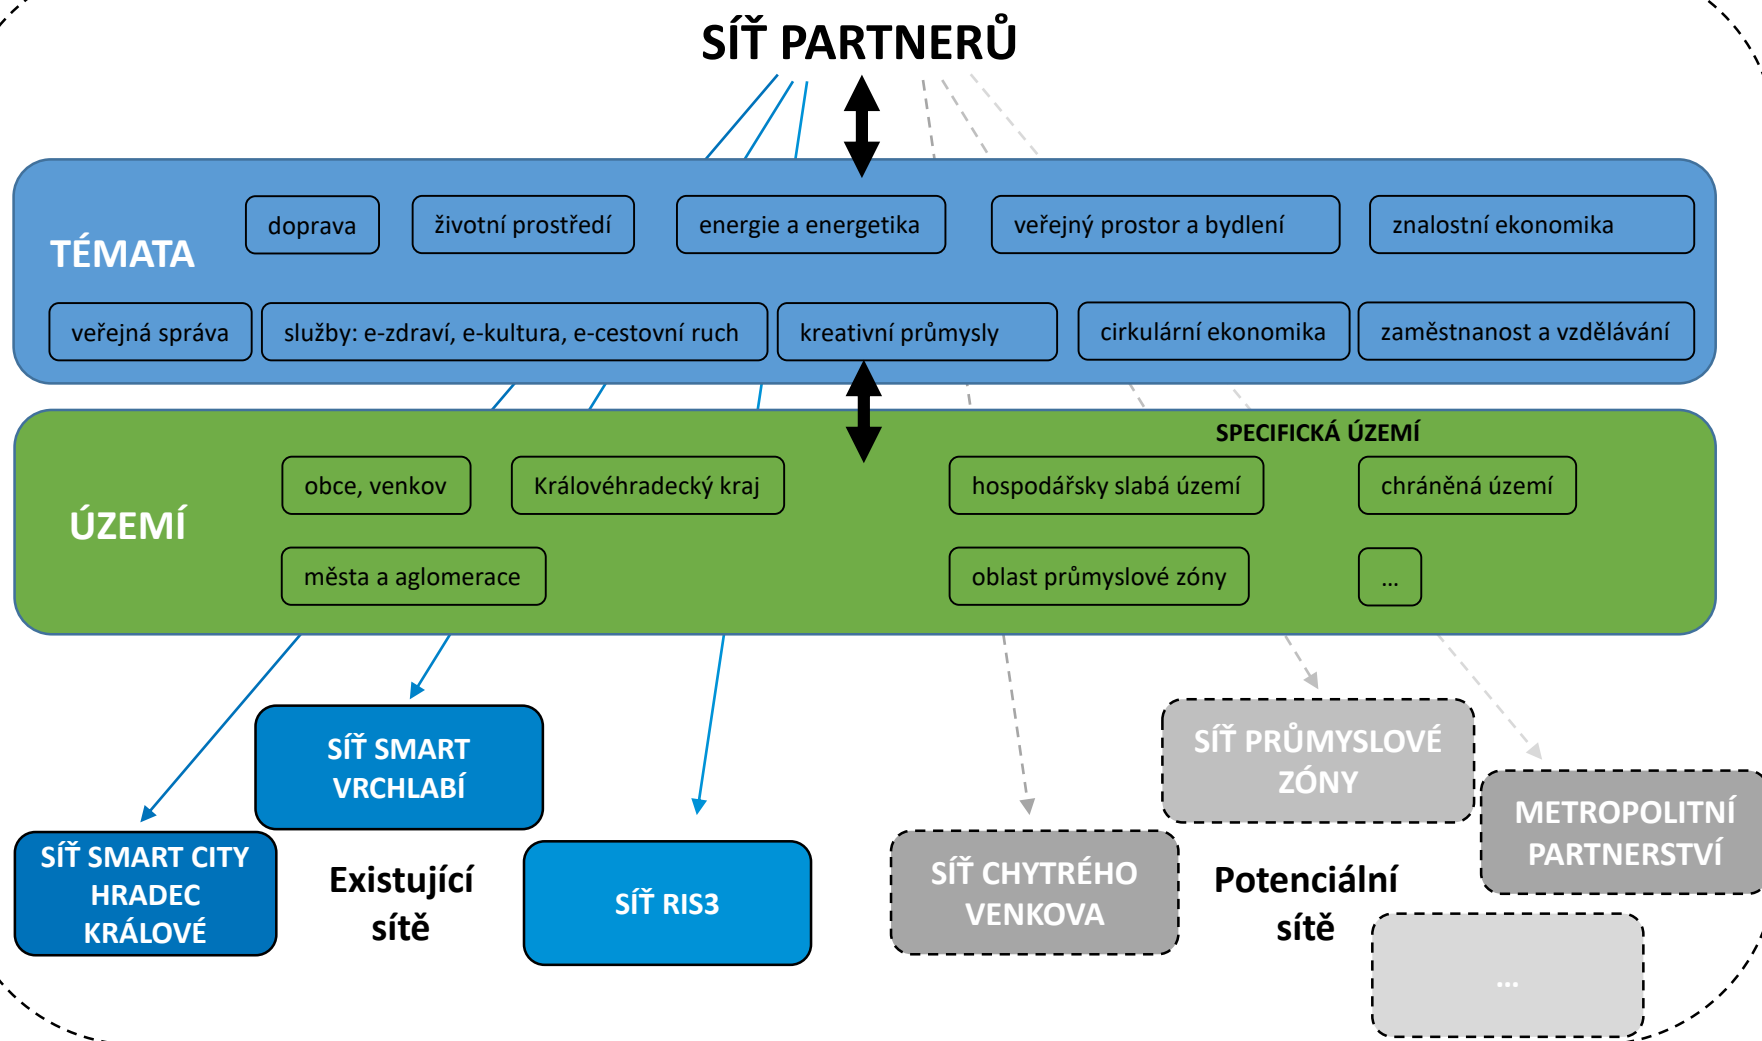 SÍŤ PARTNERŮ
TÉMATA
doprava
životní prostředí
energie a energetika
veřejný prostor a bydlení
znalostní ekonomika
veřejná správa
služby: e-zdraví, e-kultura, e-cestovní ruch
kreativní průmysly
cirkulární ekonomika
zaměstnanost a vzdělávání
ÚZEMÍ
SPECIFICKÁ ÚZEMÍ
obce, venkov
Královéhradecký kraj
hospodářsky slabá území
chráněná území
města a aglomerace
oblast průmyslové zóny
...
SÍŤ SMART
VRCHLABÍ
SÍŤ PRŮMYSLOVÉ
ZÓNY
METROPOLITNÍ
PARTNERSTVÍ
SÍŤ SMART CITY
HRADEC
KRÁLOVÉ
Existující
sítě
SÍŤ RIS3
SÍŤ CHYTRÉHO
VENKOVA
Potenciální
sítě
...